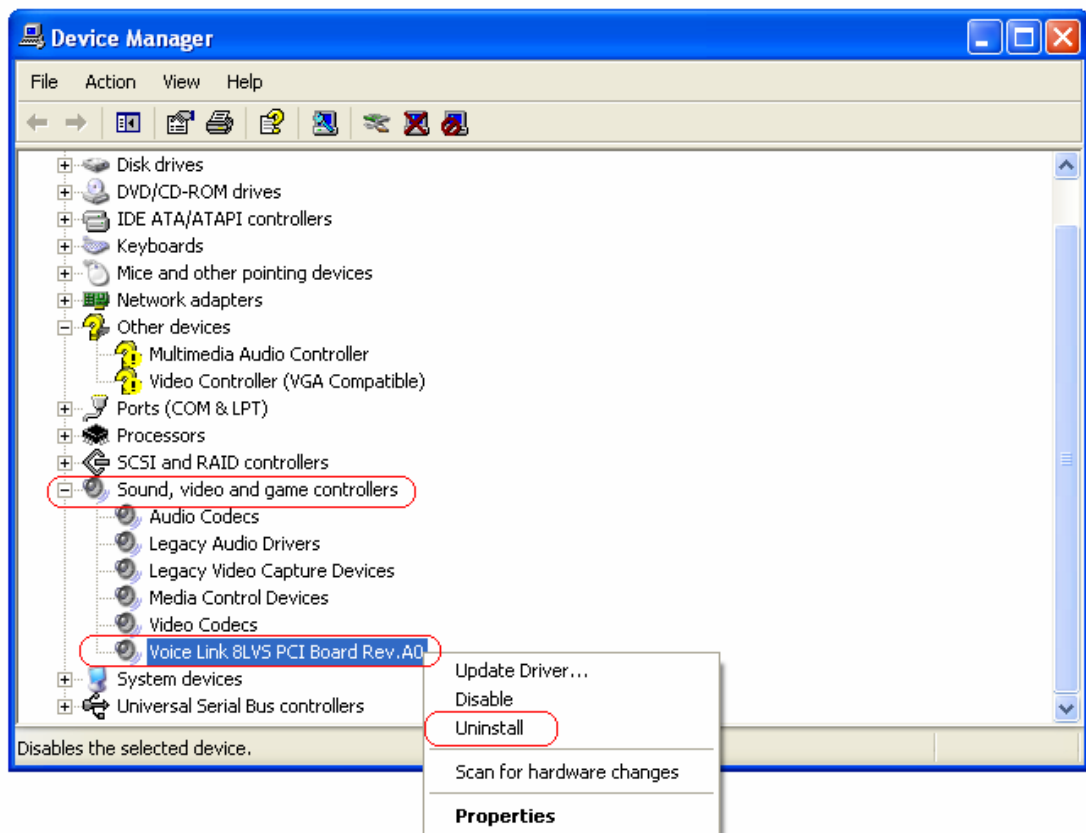 Device Manager
File Action View Help
Disk drives
DVD/CD-ROM drives
IDE ATA/ATAPI controllers
Keyboards
Mice and other pointing devices
Network adapters
Other devices
Multimedia Audio Controller
Video Controller (VGA Compatible)
Ports (COM & LPT)
Processors
SCSI and RAID controllers
Sound, video and game controllers
Audio Codecs
Legacy Audio Drivers
Legacy Video Capture Devices
Media Control Devices
Video Codecs
Voice Link 8LVS PCI Board Rev.A0
System devices
Universal Serial Bus controllers
Update Driver...
Disable
Uninstall
Scan for hardware changes
Properties
Disables the selected device.